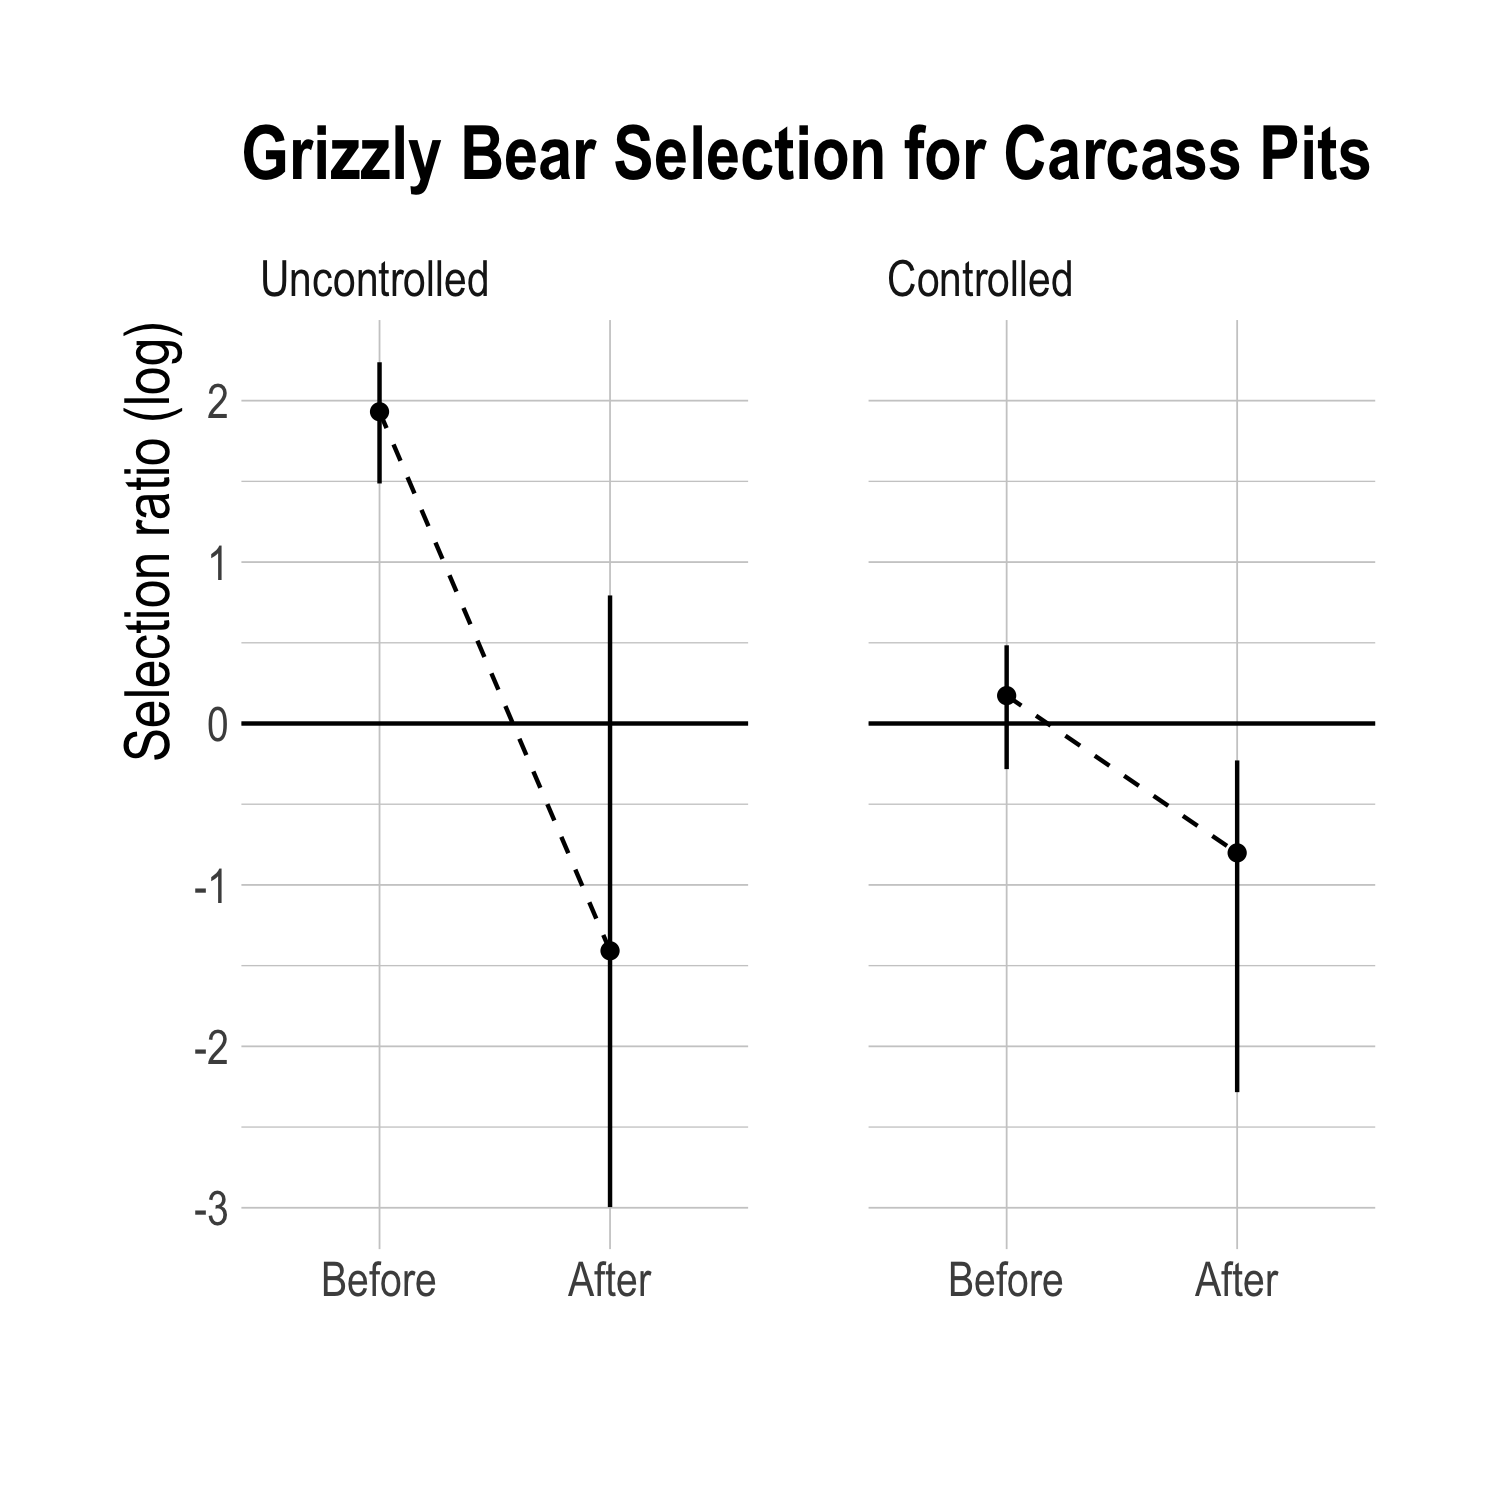 Grizzly Bear Selection for Carcass Pits
Uncontrolled
Controlled
Selection ratio (log)
2
1
0
-1
-2
-3
Before
After
Before
After